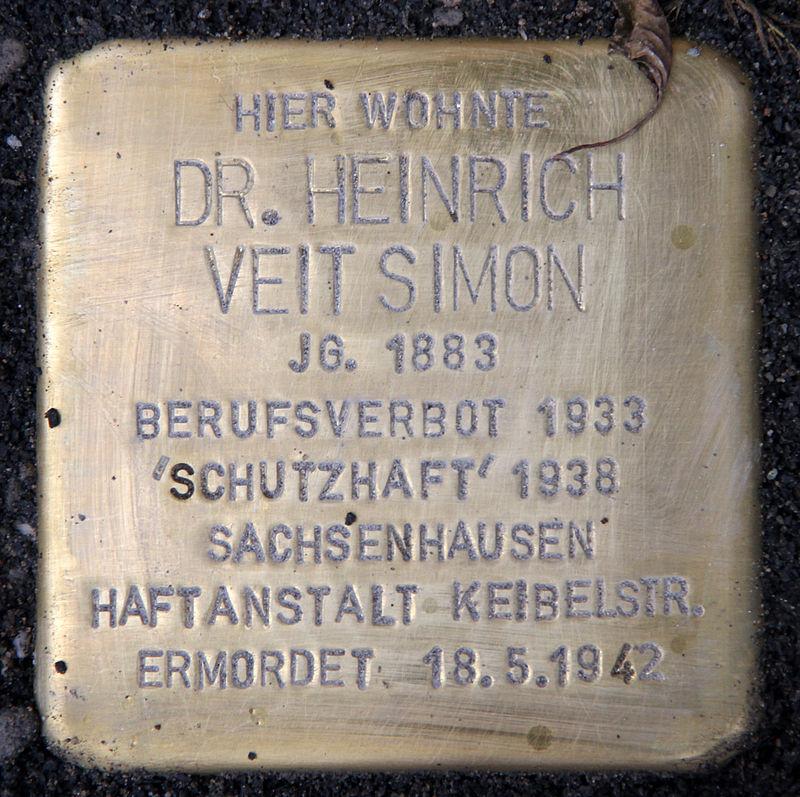 HIER WOHNTE
DR. HEINRICH
VEIT SIMON
JG. 1883
BERUFSVERBOT 1933
'SCHUTZHAFT' 1938
SACHSENHAUSEN
HAFTANSTALT KEIBELSTR.
ERMORDET 18.5.1942